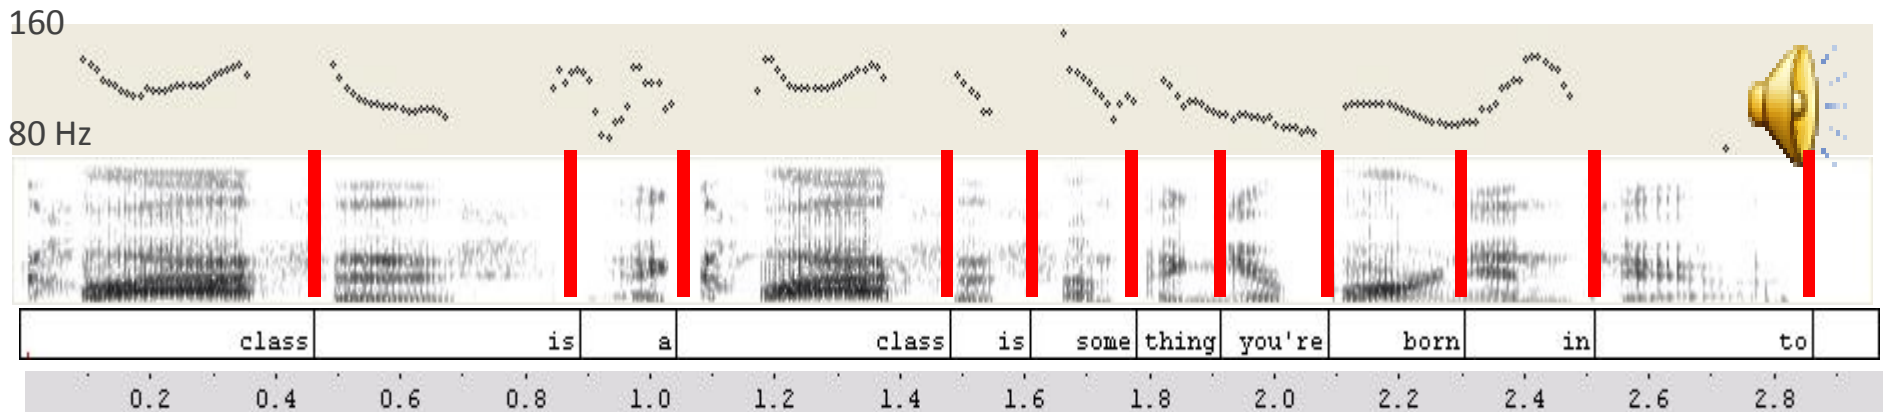 160
80 Hz
class is a class is some thing you're born in to
0.2 0.4 0.6 0.8 1.0 1.2 1.4 1.6 1.8 2.0 2.2 2.4 2.6 2.8